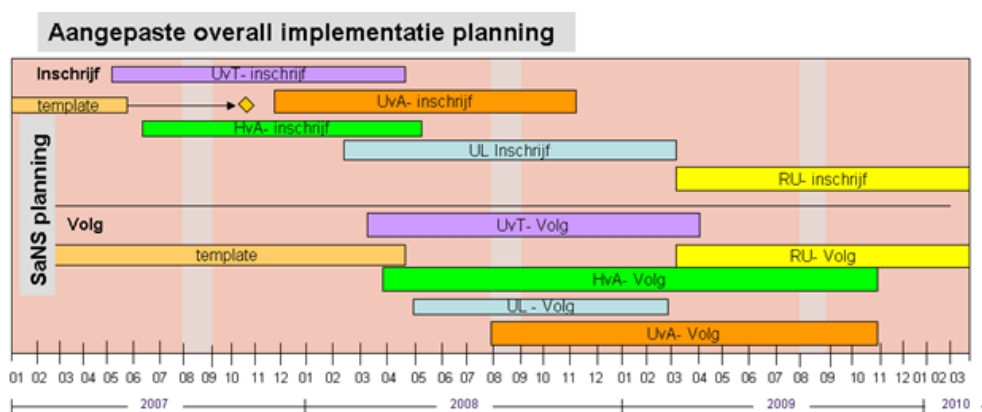 Aangepaste overall implementatie planning
Inschrijf
UvT- inschrijf
template
UvA- inschrijf
HvA- inschrijf
UL Inschrijf
RU- inschrijf
SaNS planning
Volg
UvT- Volg
template
RU- Volg
HvA- Volg
UL - Volg
UvA- Volg
01 02 03 04 05 06 07 08 09 10 11 12 01 02 03 04 05 06 07 08 09 10 11 12 01 02 03 04 05 06 07 08 09 10 11 12 01 02 03
2007 2008 2009 2010